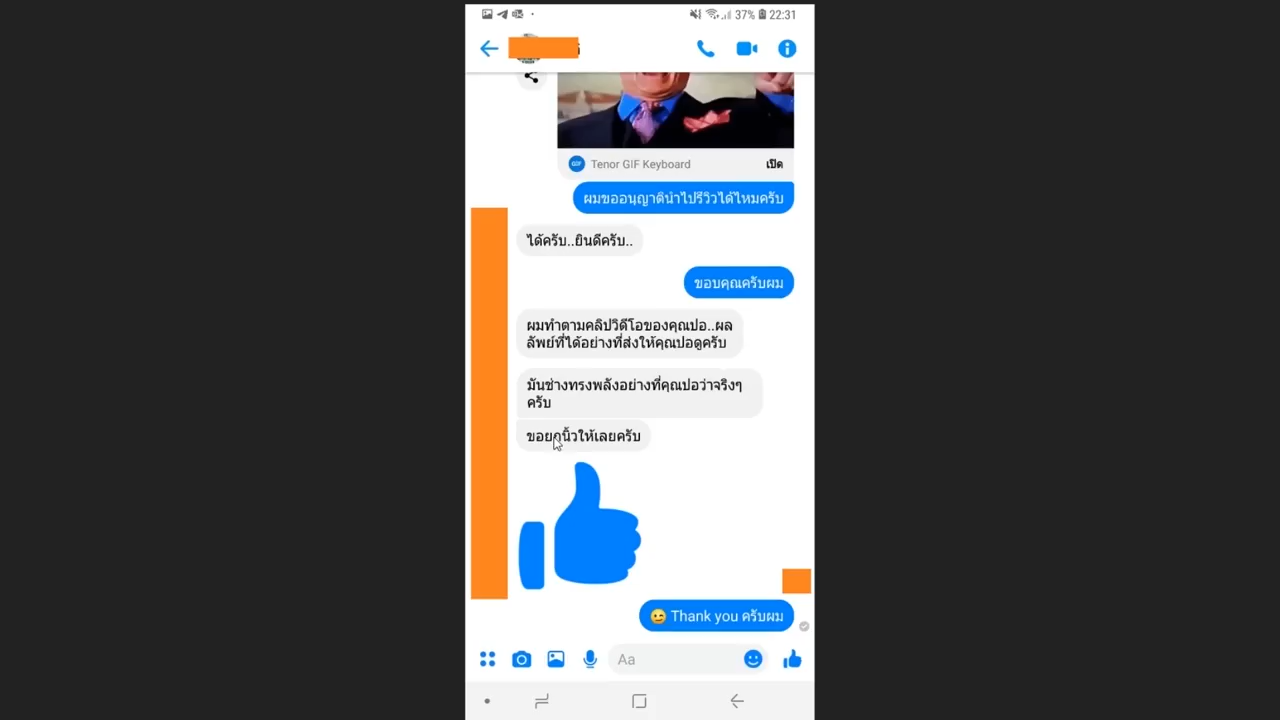 37% 22:31
Tenor GIF Keyboard เปิด
ผมขออนุญาตินำไปรีวิวได้ไหมครับ
ได้ครับ..ยินดีครับ..
ขอบคุณครับผม
ผมทำตามคลิปวิดีโอของคุณปอ..ผล
ลัพย์ที่ได้อย่างที่ส่งให้คุณปอดูครับ
มันช่างทรงพลังอย่างที่คุณปอว่าจริงๆ
ครับ
ขอยกนิ้วให้เลยครับ
😉 Thank you ครับผม
Aa